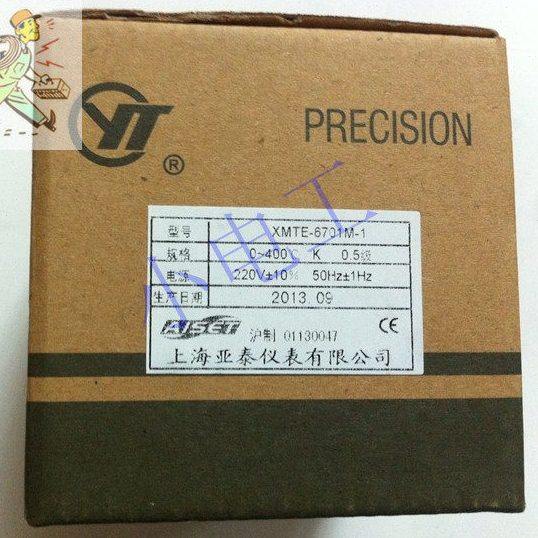 YT
®
PRECISION
型号 XMTE-6701M-1
规格 0~400℃ K 0.5级
电源 220V±10% 50Hz±1Hz
生产日期 2013.09
AISET 沪制 01130047 CE
上海亚泰仪表有限公司
小电工